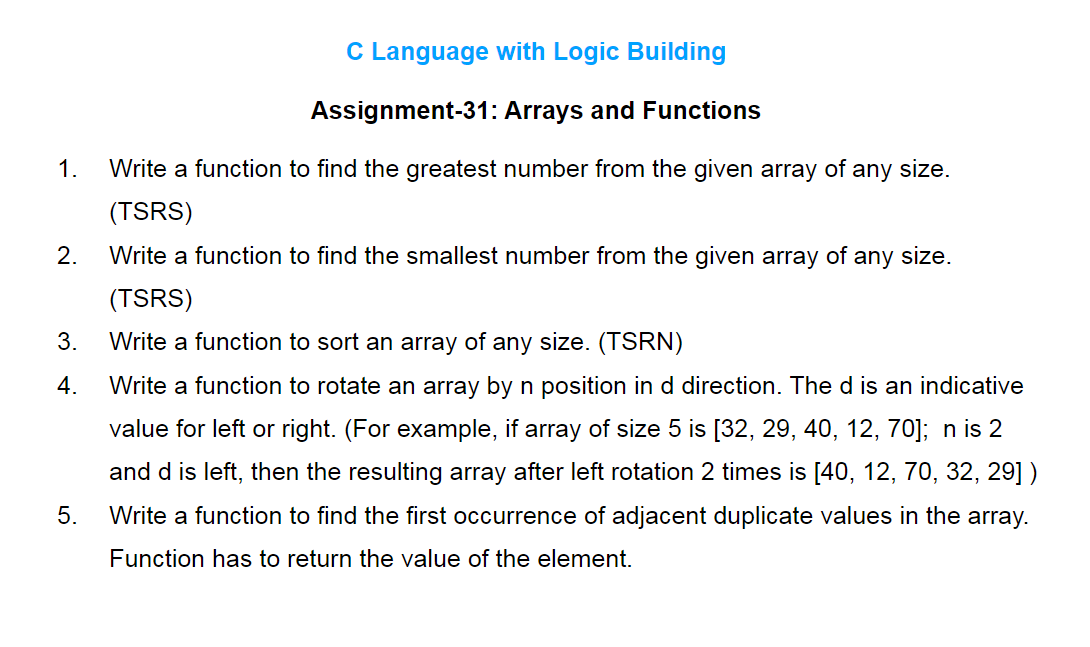 C Language with Logic Building
Assignment-31: Arrays and Functions
1. Write a function to find the greatest number from the given array of any size.
(TSRS)
2. Write a function to find the smallest number from the given array of any size.
(TSRS)
3. Write a function to sort an array of any size. (TSRN)
4. Write a function to rotate an array by n position in d direction. The d is an indicative
value for left or right. (For example, if array of size 5 is [32, 29, 40, 12, 70];  n is 2
and d is left, then the resulting array after left rotation 2 times is [40, 12, 70, 32, 29] )
5. Write a function to find the first occurrence of adjacent duplicate values in the array.
Function has to return the value of the element.